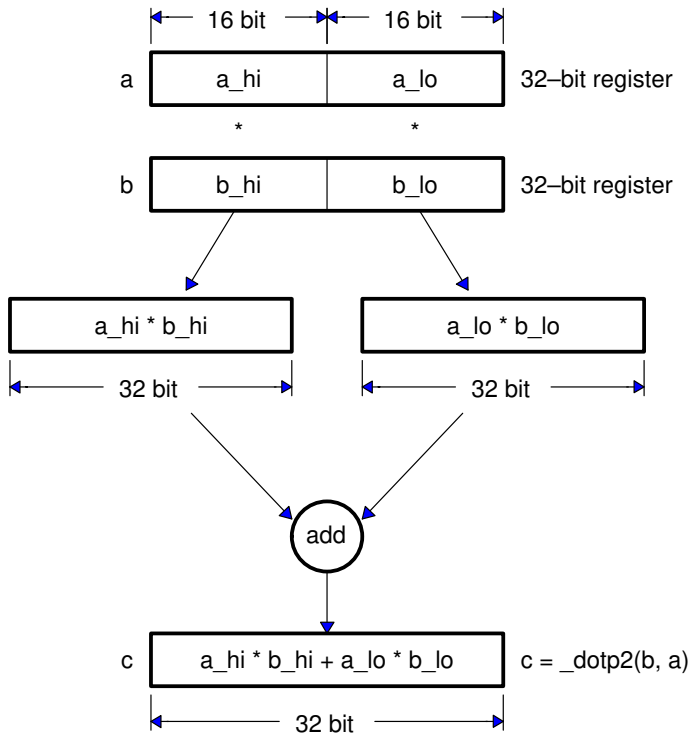 16 bit 16 bit
a a_hi a_lo 32–bit register
* *
b b_hi b_lo 32–bit register
a_hi * b_hi a_lo * b_lo
32 bit 32 bit
add
c a_hi * b_hi + a_lo * b_lo c = _dotp2(b, a)
32 bit